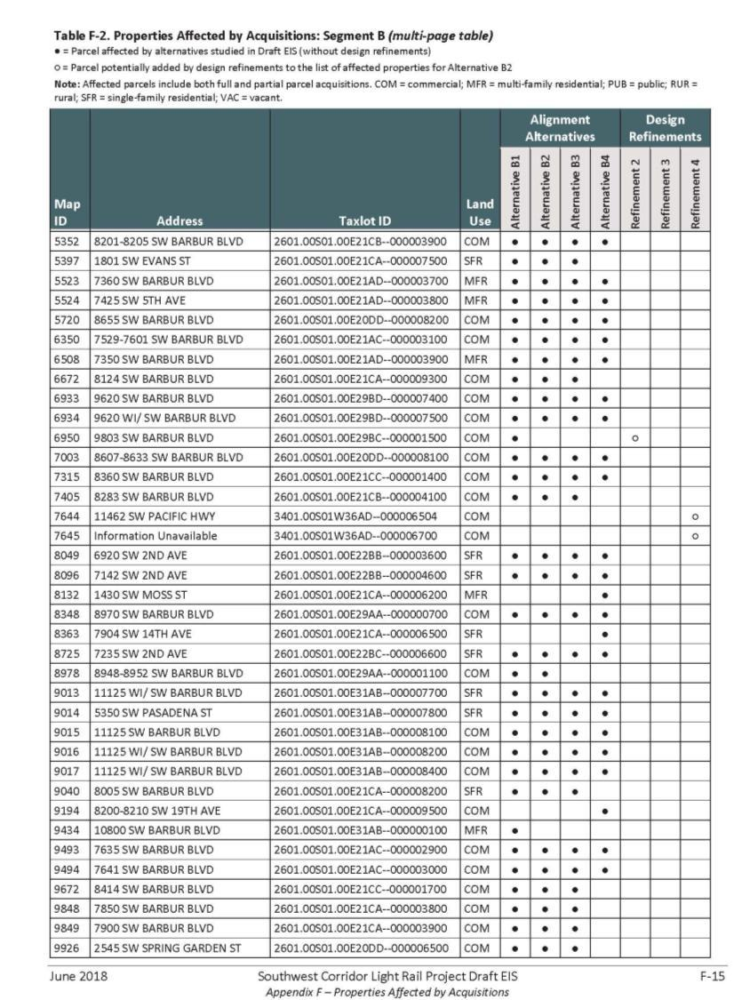 Table F-2. Properties Affected by Acquisitions: Segment B (multi-page table)
● = Parcel affected by alternatives studied in Draft EIS (without design refinements)
○ = Parcel potentially added by design refinements to the list of affected properties for Alternative B2
Note: Affected parcels include both full and partial parcel acquisitions. COM = commercial; MFR = multi-family residential; PUB = public; RUR =
rural; SFR = single-family residential; VAC = vacant.
Alignment Alternatives Design Refinements
Map ID Address Taxlot ID Land Use Alternative B1 Alternative B2 Alternative B3 Alternative B4 Refinement 2 Refinement 3 Refinement 4
5352 8201-8205 SW BARBUR BLVD 2601.00S01.00E21CB--000003900 COM ● ● ● ●
5397 1801 SW EVANS ST 2601.00S01.00E21CA--000007500 SFR ● ● ●
5523 7360 SW BARBUR BLVD 2601.00S01.00E21AD--000003700 MFR ● ● ● ●
5524 7425 SW 5TH AVE 2601.00S01.00E21AD--000003800 MFR ● ● ● ●
5720 8655 SW BARBUR BLVD 2601.00S01.00E20DD--000008200 COM ● ● ● ●
6350 7529-7601 SW BARBUR BLVD 2601.00S01.00E21AC--000003100 COM ● ● ● ●
6508 7350 SW BARBUR BLVD 2601.00S01.00E21AD--000003900 MFR ● ● ● ●
6672 8124 SW BARBUR BLVD 2601.00S01.00E21CA--000009300 COM ● ● ●
6933 9620 SW BARBUR BLVD 2601.00S01.00E29BD--000007400 COM ● ● ● ●
6934 9620 WI/ SW BARBUR BLVD 2601.00S01.00E29BD--000007500 COM ● ● ● ●
6950 9803 SW BARBUR BLVD 2601.00S01.00E29BC--000001500 COM ● ○
7003 8607-8633 SW BARBUR BLVD 2601.00S01.00E20DD--000008100 COM ● ● ● ●
7315 8360 SW BARBUR BLVD 2601.00S01.00E21CC--000001400 COM ● ● ● ●
7405 8283 SW BARBUR BLVD 2601.00S01.00E21CB--000004100 COM ● ● ●
7644 11462 SW PACIFIC HWY 3401.00S01W36AD--000006504 COM ○
7645 Information Unavailable 3401.00S01W36AD--000006700 COM ○
8049 6920 SW 2ND AVE 2601.00S01.00E22BB--000003600 SFR ● ● ● ●
8096 7142 SW 2ND AVE 2601.00S01.00E22BB--000004600 SFR ● ● ● ●
8132 1430 SW MOSS ST 2601.00S01.00E21CA--000006200 MFR ●
8348 8970 SW BARBUR BLVD 2601.00S01.00E29AA--000000700 COM ● ● ● ●
8363 7904 SW 14TH AVE 2601.00S01.00E21CA--000006500 SFR ●
8725 7235 SW 2ND AVE 2601.00S01.00E22BC--000006600 SFR ● ● ● ●
8978 8948-8952 SW BARBUR BLVD 2601.00S01.00E29AA--000001100 COM ● ●
9013 11125 WI/ SW BARBUR BLVD 2601.00S01.00E31AB--000007700 SFR ● ● ● ●
9014 5350 SW PASADENA ST 2601.00S01.00E31AB--000007800 SFR ● ● ● ●
9015 11125 SW BARBUR BLVD 2601.00S01.00E31AB--000008100 COM ● ● ● ●
9016 11125 WI/ SW BARBUR BLVD 2601.00S01.00E31AB--000008200 COM ● ● ● ●
9017 11125 WI/ SW BARBUR BLVD 2601.00S01.00E31AB--000008400 COM ● ● ● ●
9040 8005 SW BARBUR BLVD 2601.00S01.00E21CA--000008200 SFR ● ● ●
9194 8200-8210 SW 19TH AVE 2601.00S01.00E21CA--000009500 COM ●
9434 10800 SW BARBUR BLVD 2601.00S01.00E31AB--000000100 MFR ●
9493 7635 SW BARBUR BLVD 2601.00S01.00E21AC--000002900 COM ● ● ● ●
9494 7641 SW BARBUR BLVD 2601.00S01.00E21AC--000003000 COM ● ● ● ●
9672 8414 SW BARBUR BLVD 2601.00S01.00E21CC--000001700 COM ● ● ●
9848 7850 SW BARBUR BLVD 2601.00S01.00E21CA--000003800 COM ● ● ●
9849 7900 SW BARBUR BLVD 2601.00S01.00E21CA--000003900 COM ● ● ●
9926 2545 SW SPRING GARDEN ST 2601.00S01.00E20DD--000006500 COM ● ● ●
June 2018 Southwest Corridor Light Rail Project Draft EIS F-15
Appendix F – Properties Affected by Acquisitions